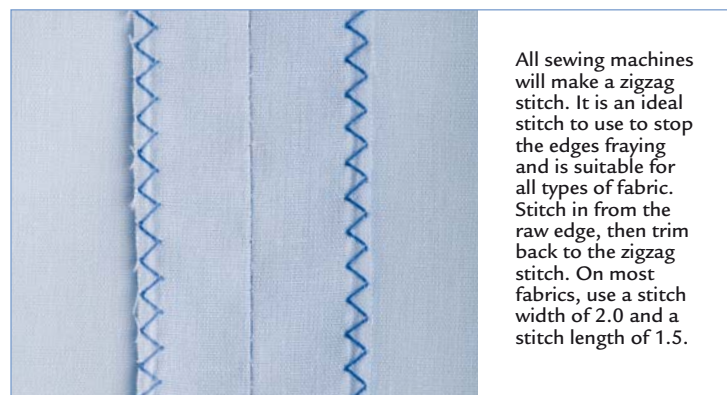 All sewing machines
will make a zigzag
stitch. It is an ideal
stitch to use to stop
the edges fraying
and is suitable for
all types of fabric.
Stitch in from the
raw edge, then trim
back to the zigzag
stitch. On most
fabrics, use a stitch
width of 2.0 and a
stitch length of 1.5.